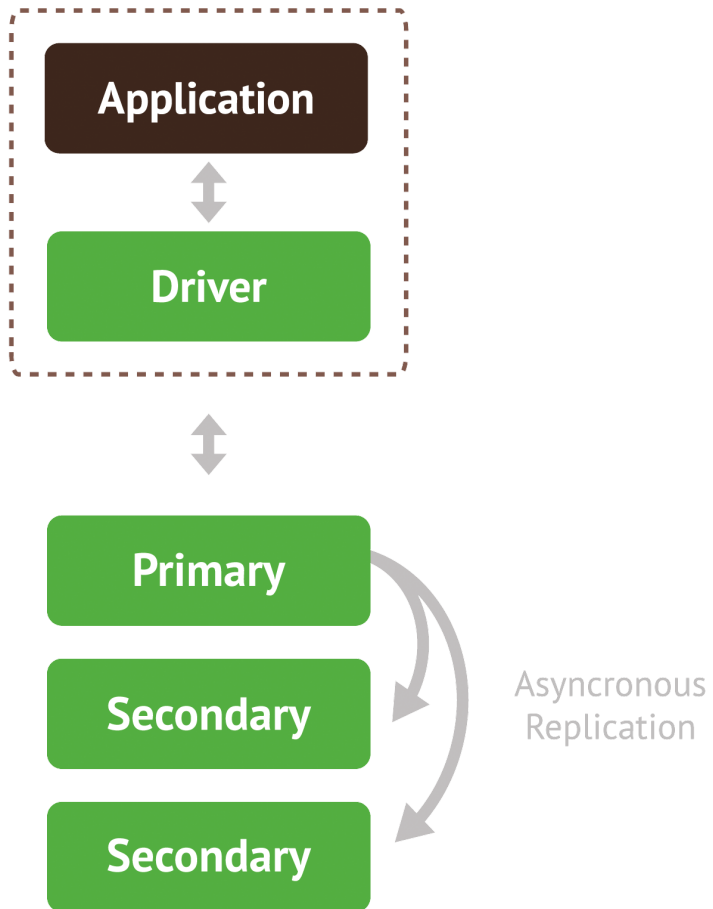 Application
Driver
Primary
Secondary
Asyncronous
Replication
Secondary